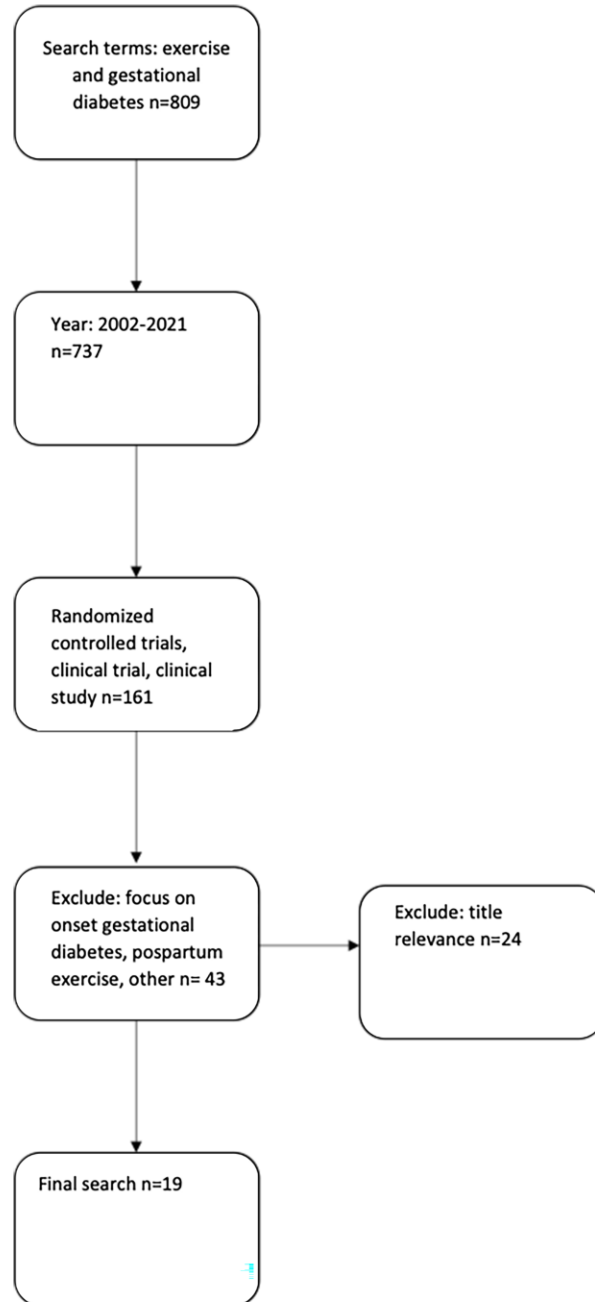 Search terms: exercise
and gestational
diabetes n=809
Year: 2002-2021
n=737
Randomized
controlled trials,
clinical trial, clinical
study n=161
Exclude: focus on
onset gestational
diabetes, pospartum
exercise, other n= 43
Exclude: title
relevance n=24
Final search n=19